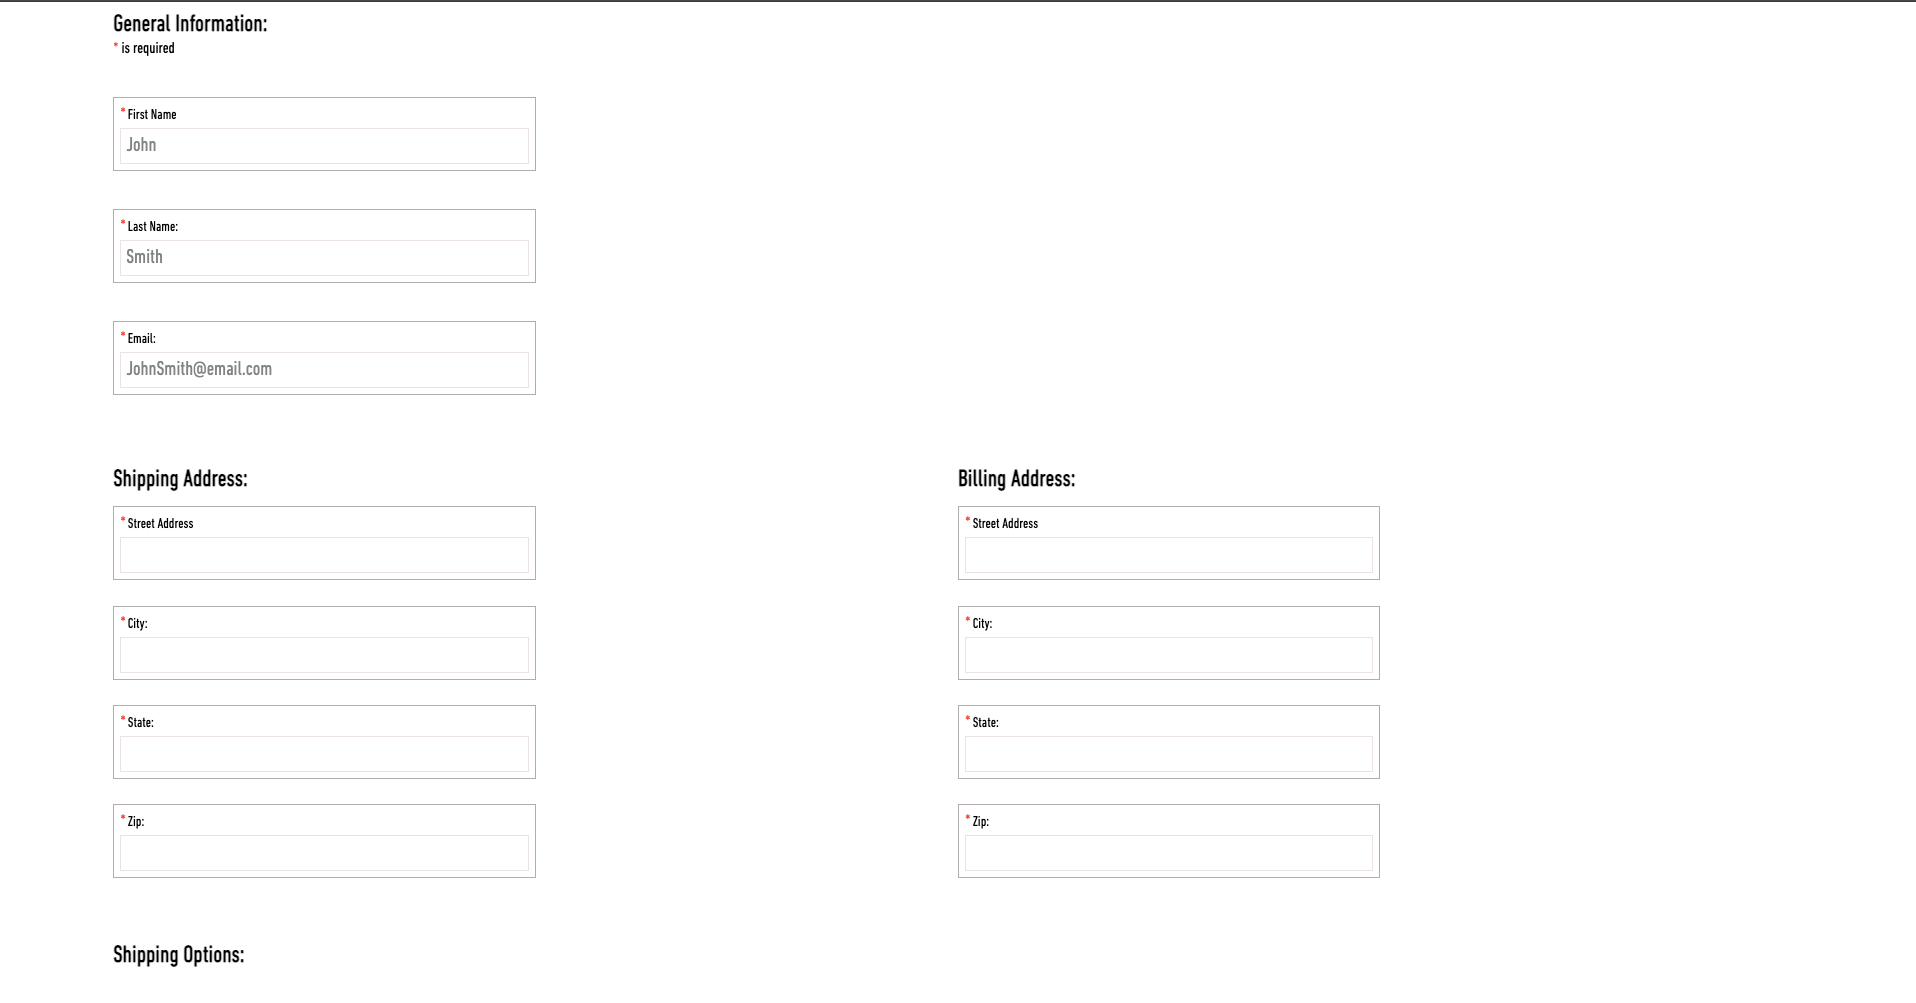 General Information:
* is required
* First Name
John
* Last Name:
Smith
* Email:
JohnSmith@email.com
Shipping Address:
* Street Address
* City:
* State:
* Zip:
Billing Address:
* Street Address
* City:
* State:
* Zip:
Shipping Options: